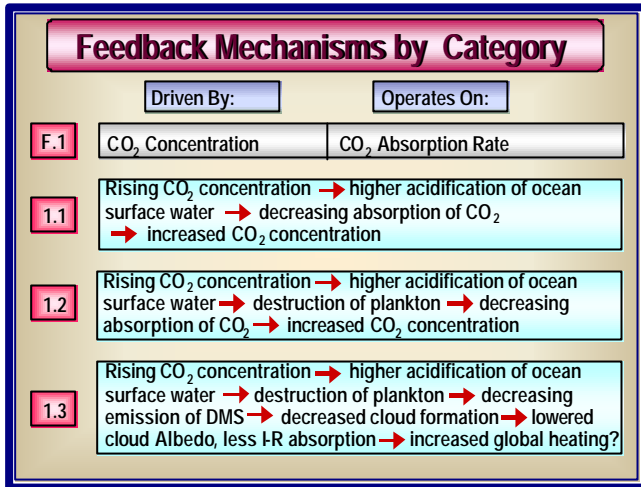 Feedback Mechanisms by Category
Driven By: Operates On:
F.1 CO₂ Concentration CO₂ Absorption Rate
Rising CO₂ concentration → higher acidification of ocean
1.1 surface water → decreasing absorption of CO₂
→ increased CO₂ concentration
Rising CO₂ concentration → higher acidification of ocean
1.2 surface water → destruction of plankton → decreasing
absorption of CO₂ → increased CO₂ concentration
Rising CO₂ concentration → higher acidification of ocean
surface water → destruction of plankton → decreasing
1.3 emission of DMS → decreased cloud formation → lowered
cloud Albedo, less I-R absorption → increased global heating?